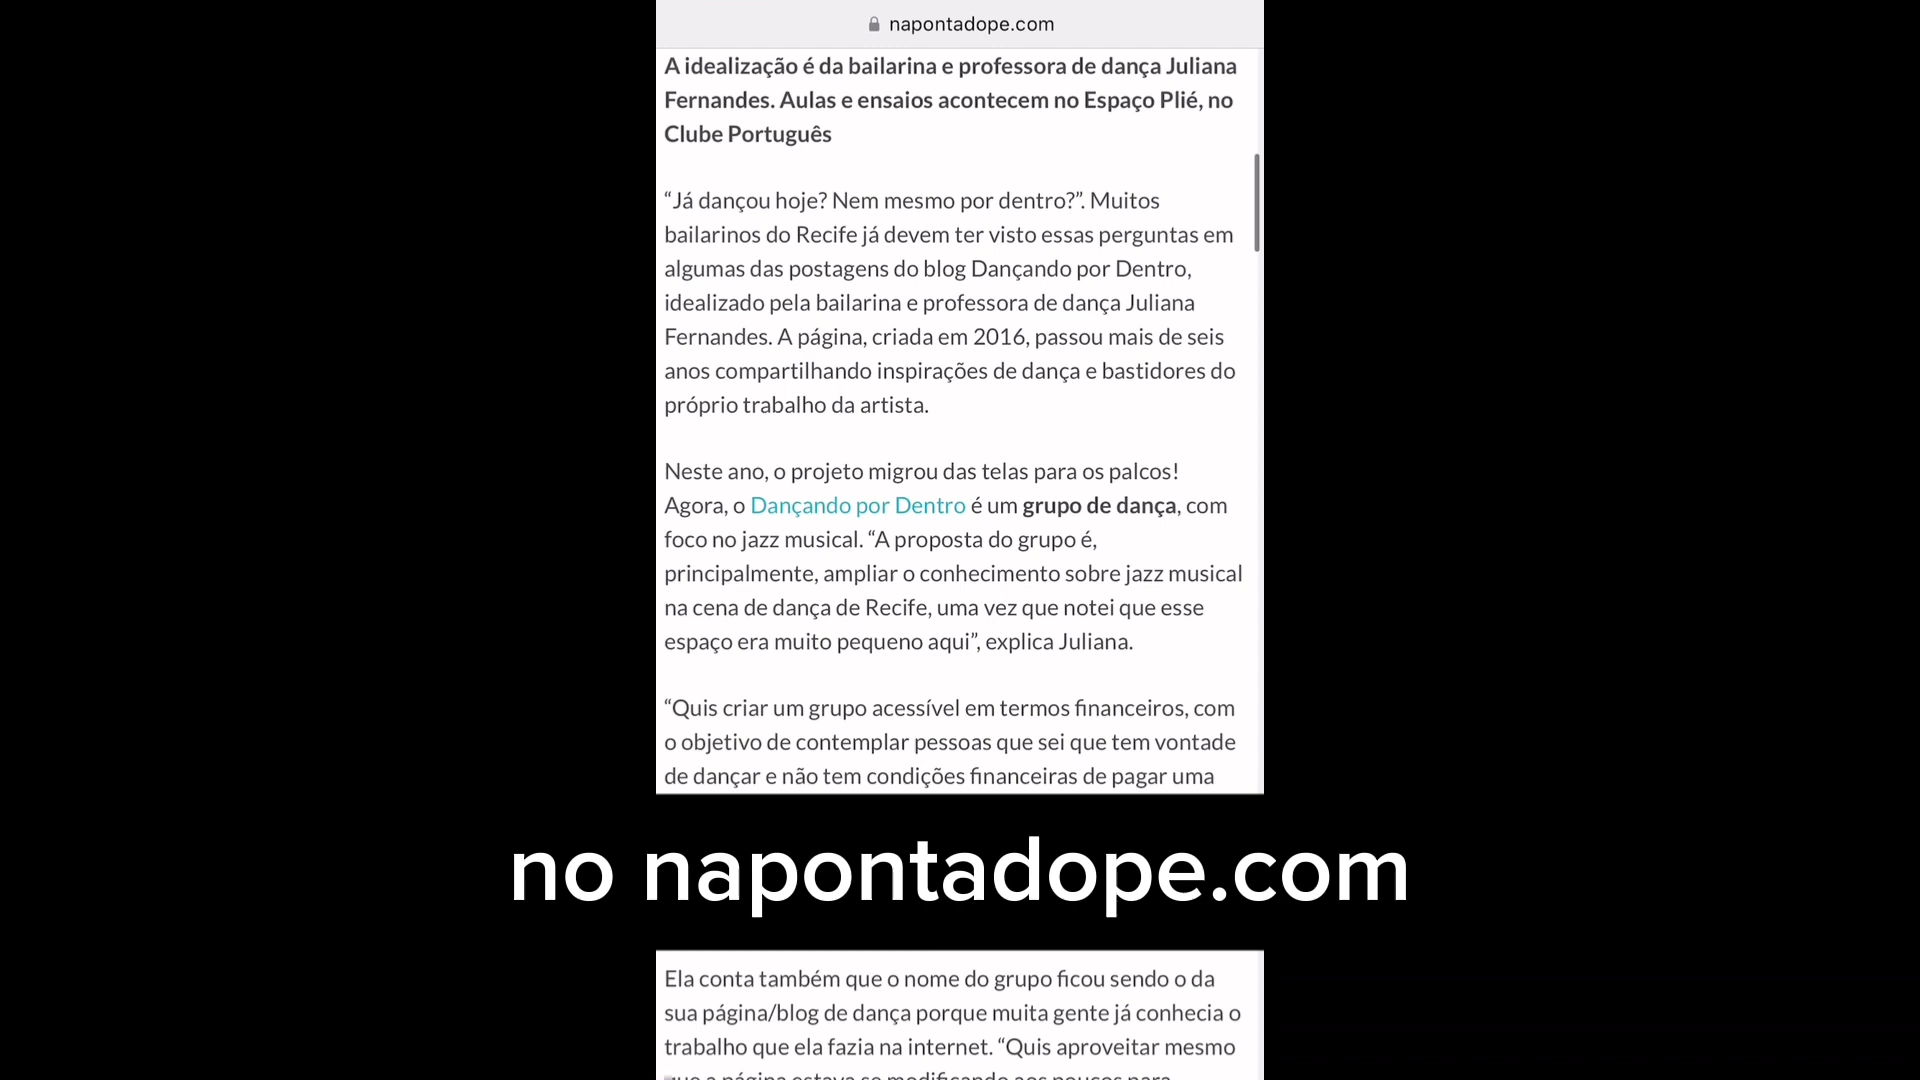 napontadope.com
A idealização é da bailarina e professora de dança Juliana
Fernandes. Aulas e ensaios acontecem no Espaço Plié, no
Clube Português
“Já dançou hoje? Nem mesmo por dentro?”. Muitos
bailarinos do Recife já devem ter visto essas perguntas em
algumas das postagens do blog Dançando por Dentro,
idealizado pela bailarina e professora de dança Juliana
Fernandes. A página, criada em 2016, passou mais de seis
anos compartilhando inspirações de dança e bastidores do
próprio trabalho da artista.
Neste ano, o projeto migrou das telas para os palcos!
Agora, o Dançando por Dentro é um grupo de dança, com
foco no jazz musical. “A proposta do grupo é,
principalmente, ampliar o conhecimento sobre jazz musical
na cena de dança de Recife, uma vez que notei que esse
espaço era muito pequeno aqui”, explica Juliana.
“Quis criar um grupo acessível em termos financeiros, com
o objetivo de contemplar pessoas que sei que tem vontade
de dançar e não tem condições financeiras de pagar uma
no napontadope.com
Ela conta também que o nome do grupo ficou sendo o da
sua página/blog de dança porque muita gente já conhecia o
trabalho que ela fazia na internet. “Quis aproveitar mesmo
que a página estava se modificando aos poucos para